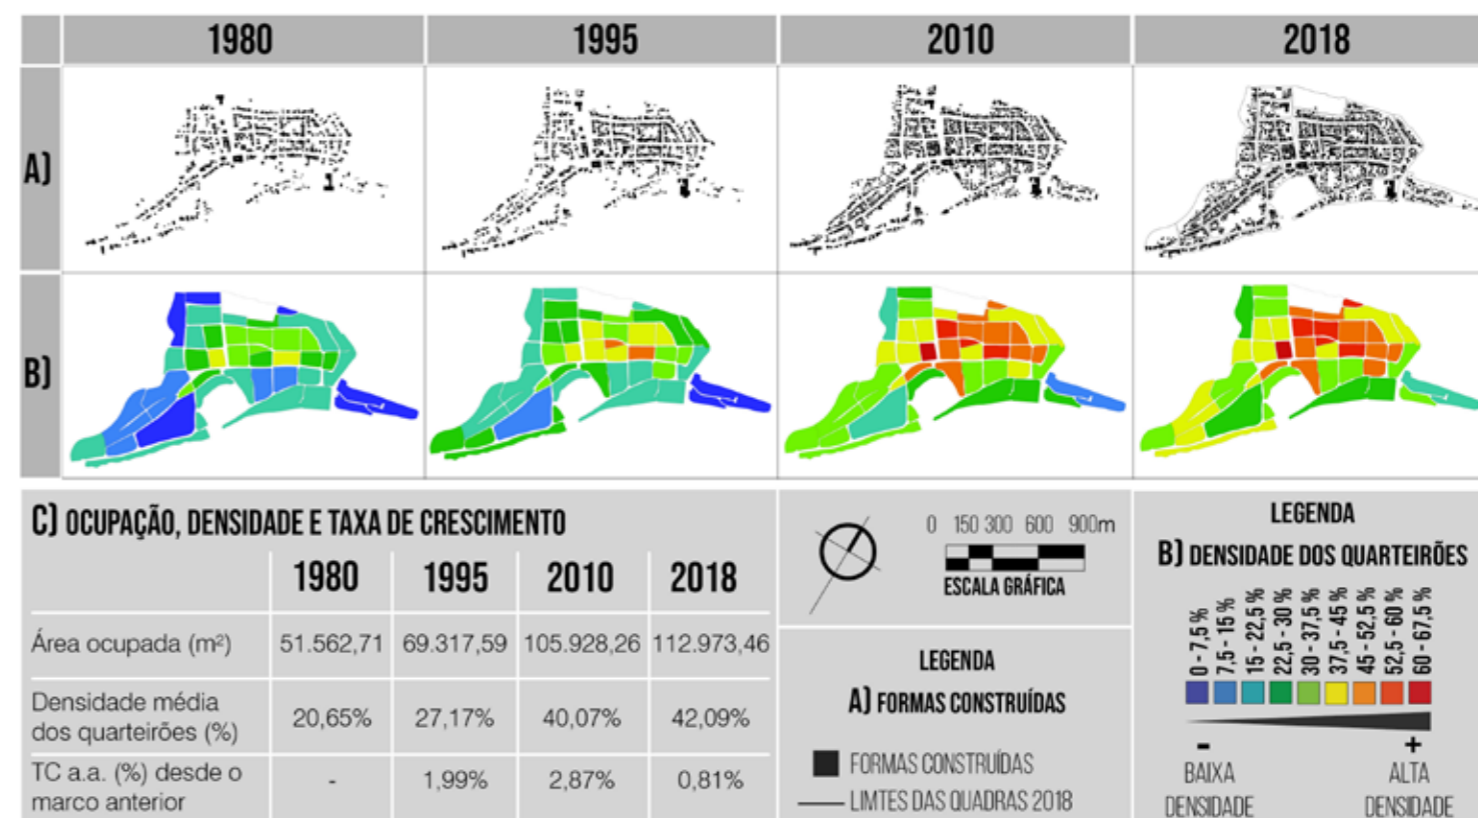 1980 1995 2010 2018
A)
B)
C) OCUPAÇÃO, DENSIDADE E TAXA DE CRESCIMENTO
1980 1995 2010 2018
Área ocupada (m²) 51.562,71 69.317,59 105.928,26 112.973,46
Densidade média
dos quarteirões (%) 20,65% 27,17% 40,07% 42,09%
TC a.a. (%) desde o
marco anterior - 1,99% 2,87% 0,81%
0 150 300 600 900m
ESCALA GRÁFICA
LEGENDA
A) FORMAS CONSTRUÍDAS
FORMAS CONSTRUÍDAS
LIMTES DAS QUADRAS 2018
LEGENDA
B) DENSIDADE DOS QUARTEIRÕES
0 - 7,5 %
7,5 - 15 %
15 - 22,5 %
22,5 - 30 %
30 - 37,5 %
37,5 - 45 %
45 - 52,5 %
52,5 - 60 %
60 - 67,5 %
- +
BAIXA ALTA
DENSIDADE DENSIDADE